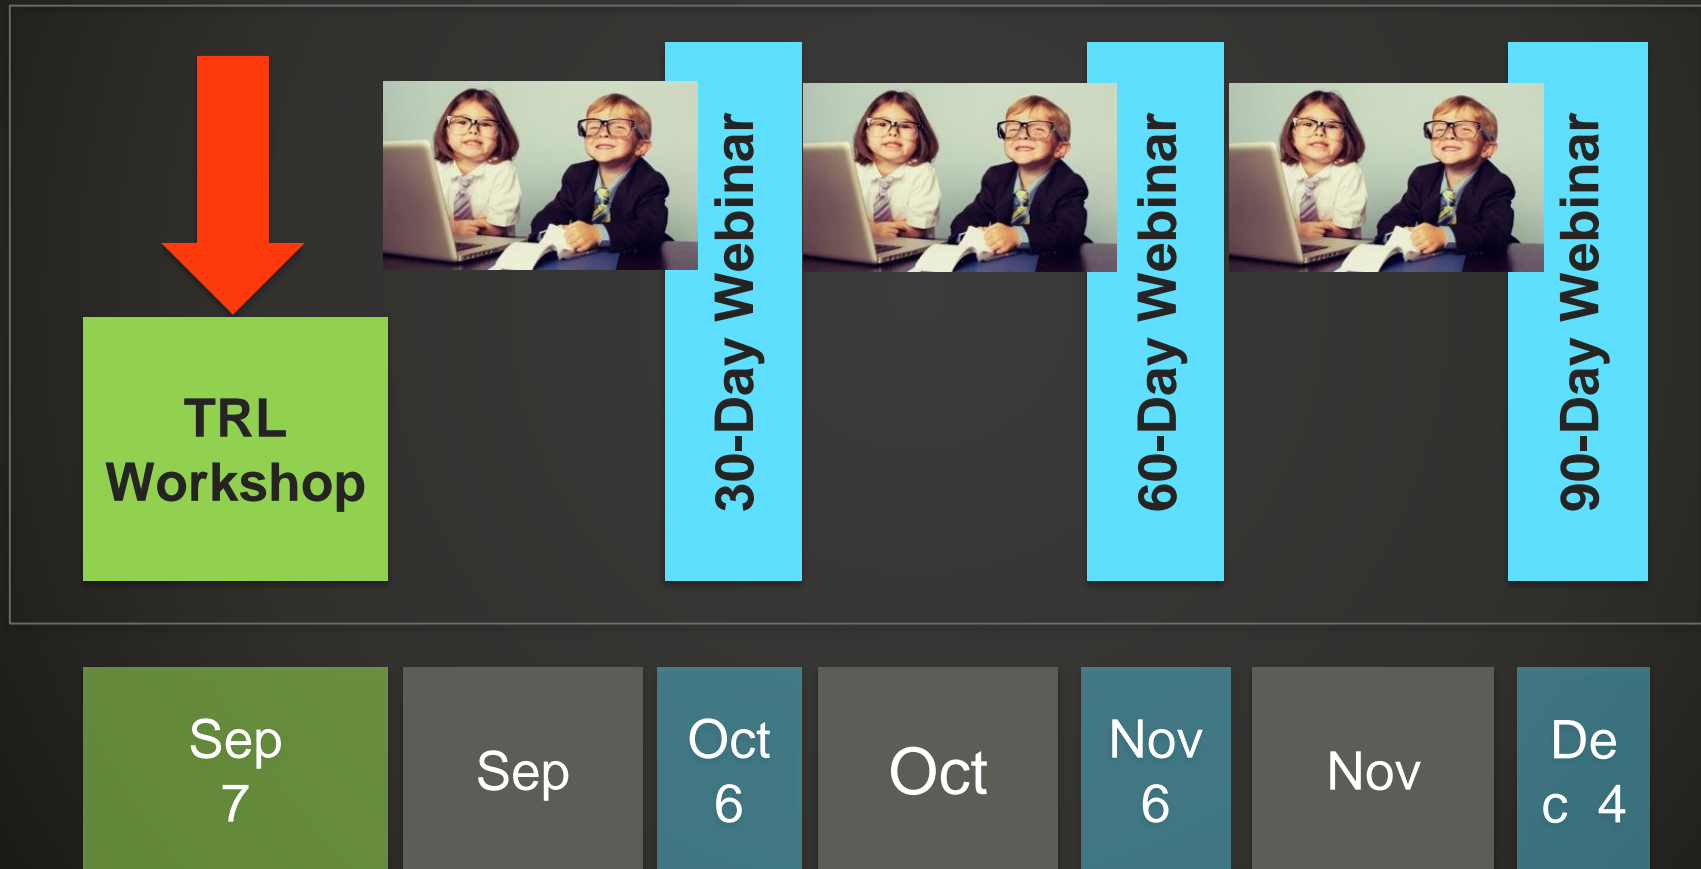 TRL
Workshop
30-Day Webinar
60-Day Webinar
90-Day Webinar
Sep
7
Sep
Oct
6
Oct
Nov
6
Nov
De
c 4